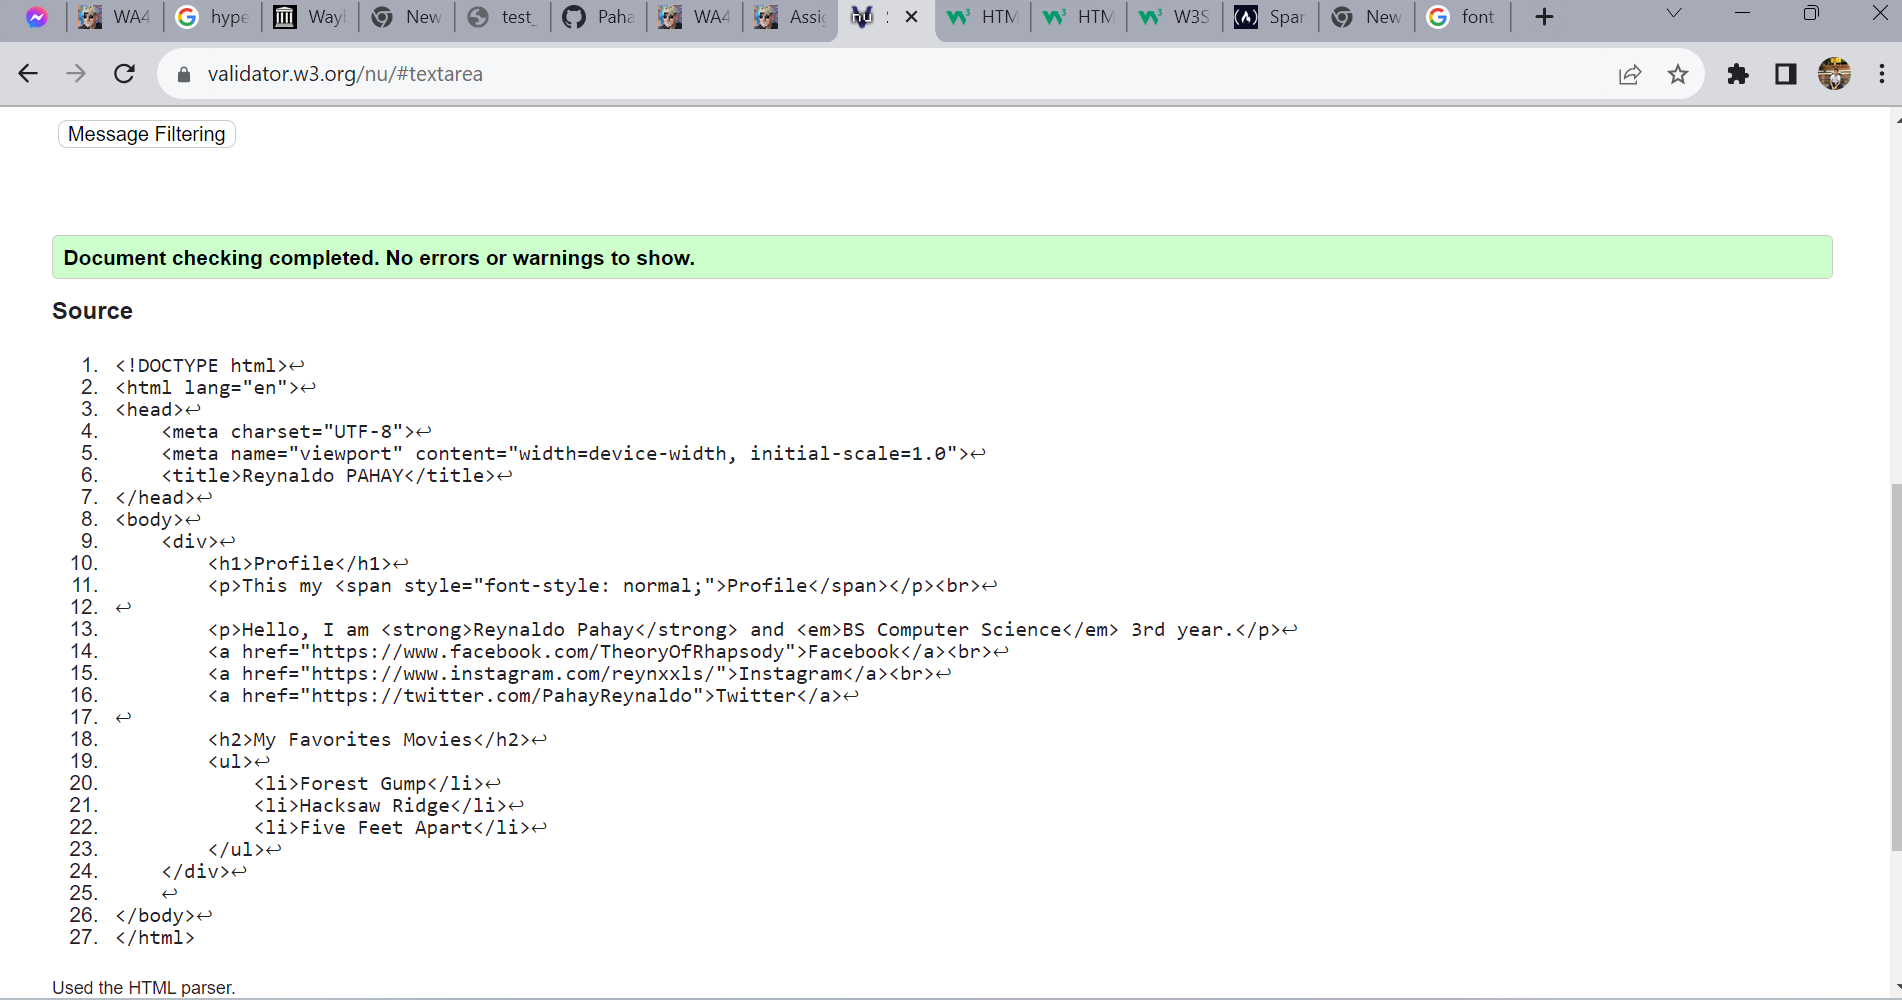 WA4
hype
Wayl
New
test_
Paha
WA4
Assig
HTM
HTM
W3S
Spar
New
font
validator.w3.org/nu/#textarea
Message Filtering
Document checking completed. No errors or warnings to show.
Source
1. <!DOCTYPE html>↩
2. <html lang="en">↩
3. <head>↩
4.     <meta charset="UTF-8">↩
5.     <meta name="viewport" content="width=device-width, initial-scale=1.0">↩
6.     <title>Reynaldo PAHAY</title>↩
7. </head>↩
8. <body>↩
9.     <div>↩
10.         <h1>Profile</h1>↩
11.         <p>This my <span style="font-style: normal;">Profile</span></p><br>↩
12. ↩
13.         <p>Hello, I am <strong>Reynaldo Pahay</strong> and <em>BS Computer Science</em> 3rd year.</p>↩
14.         <a href="https://www.facebook.com/TheoryOfRhapsody">Facebook</a><br>↩
15.         <a href="https://www.instagram.com/reynxxls/">Instagram</a><br>↩
16.         <a href="https://twitter.com/PahayReynaldo">Twitter</a>↩
17. ↩
18.         <h2>My Favorites Movies</h2>↩
19.         <ul>↩
20.             <li>Forest Gump</li>↩
21.             <li>Hacksaw Ridge</li>↩
22.             <li>Five Feet Apart</li>↩
23.         </ul>↩
24.     </div>↩
25.     ↩
26. </body>↩
27. </html>
Used the HTML parser.